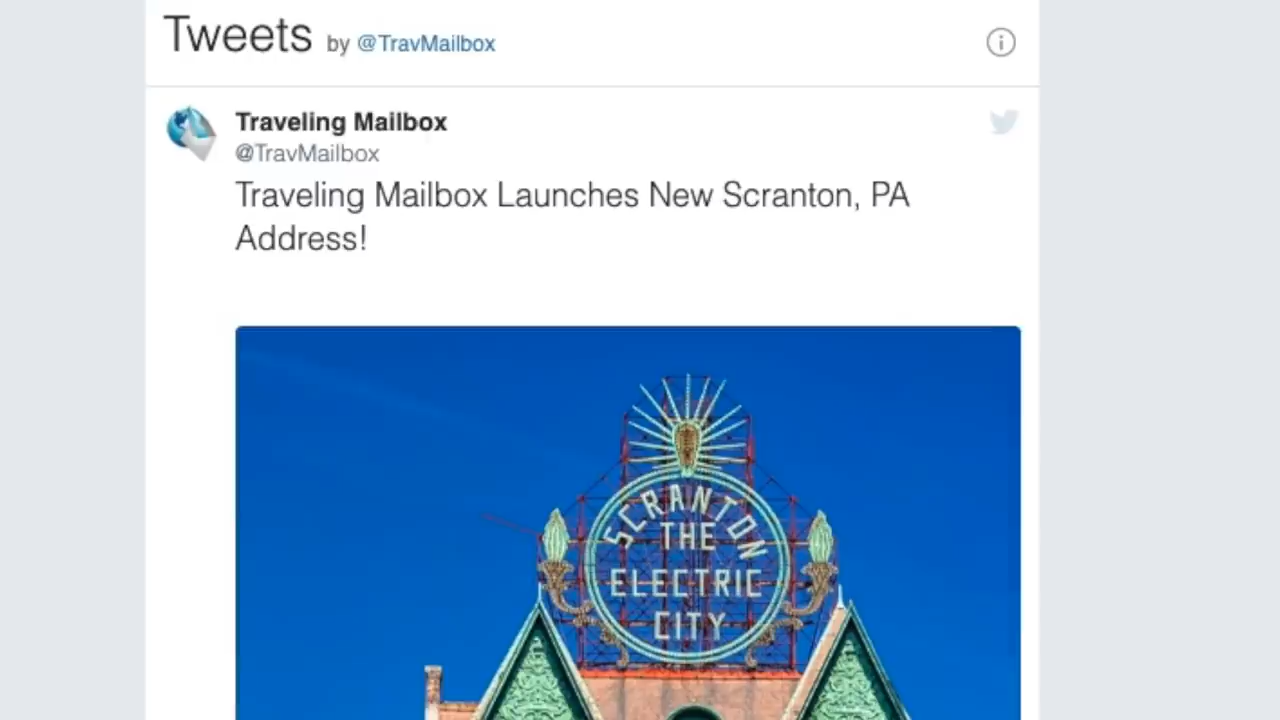 Tweets by @TravMailbox
Traveling Mailbox
@TravMailbox
Traveling Mailbox Launches New Scranton, PA
Address!
SCRANTON
THE
ELECTRIC
CITY